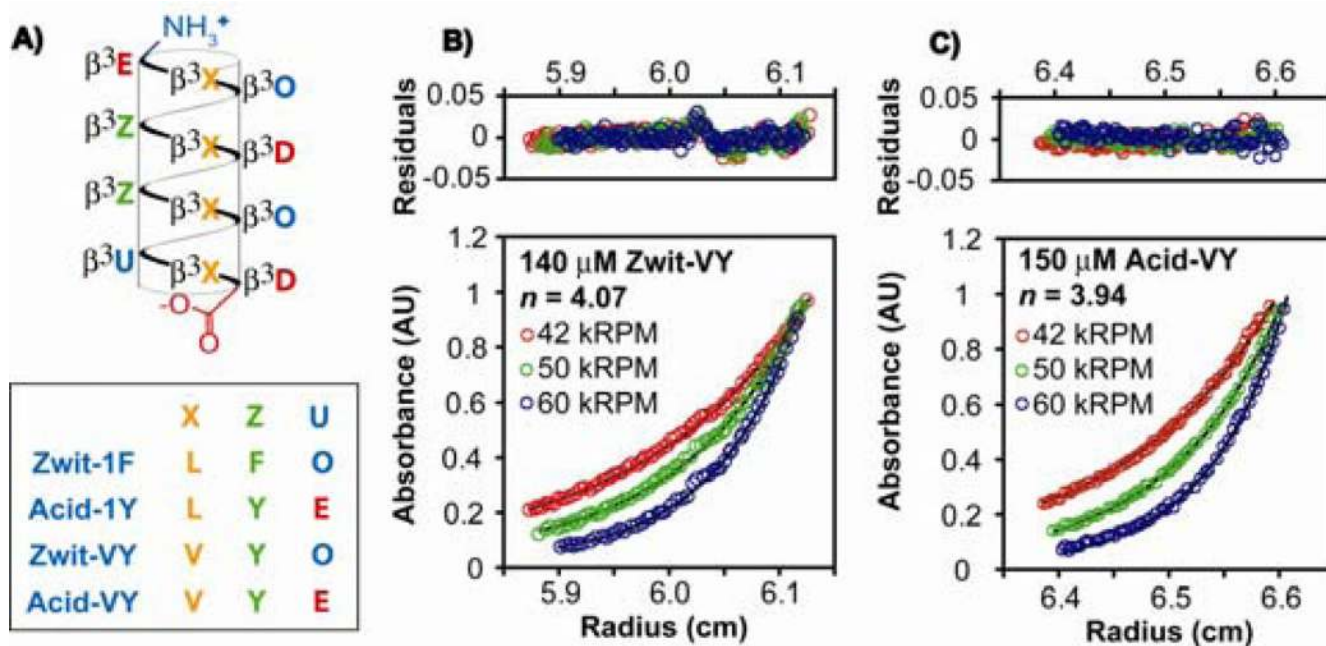 A)
NH₃⁺
β³E
β³X
β³O
β³Z
β³X
β³D
β³Z
β³X
β³O
β³U
β³X
β³D
-O
O
X Z U
Zwit-1F L F O
Acid-1Y L Y E
Zwit-VY V Y O
Acid-VY V Y E
B)
5.9 6.0 6.1
Residuals
0.05
0
-0.05
Absorbance (AU)
1.2
1
0.8
0.6
0.4
0.2
0
140 μM Zwit-VY
n = 4.07
42 kRPM
50 kRPM
60 kRPM
5.9 6.0 6.1
Radius (cm)
C)
6.4 6.5 6.6
Residuals
0.05
0
-0.05
Absorbance (AU)
1.2
1
0.8
0.6
0.4
0.2
0
150 μM Acid-VY
n = 3.94
42 kRPM
50 kRPM
60 kRPM
6.4 6.5 6.6
Radius (cm)